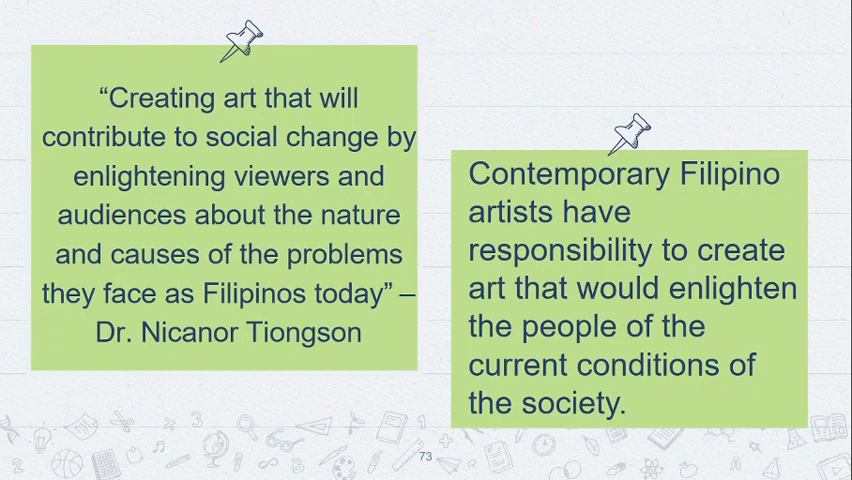 “Creating art that will
contribute to social change by
enlightening viewers and
audiences about the nature
and causes of the problems
they face as Filipinos today” –
Dr. Nicanor Tiongson
Contemporary Filipino
artists have
responsibility to create
art that would enlighten
the people of the
current conditions of
the society.
73